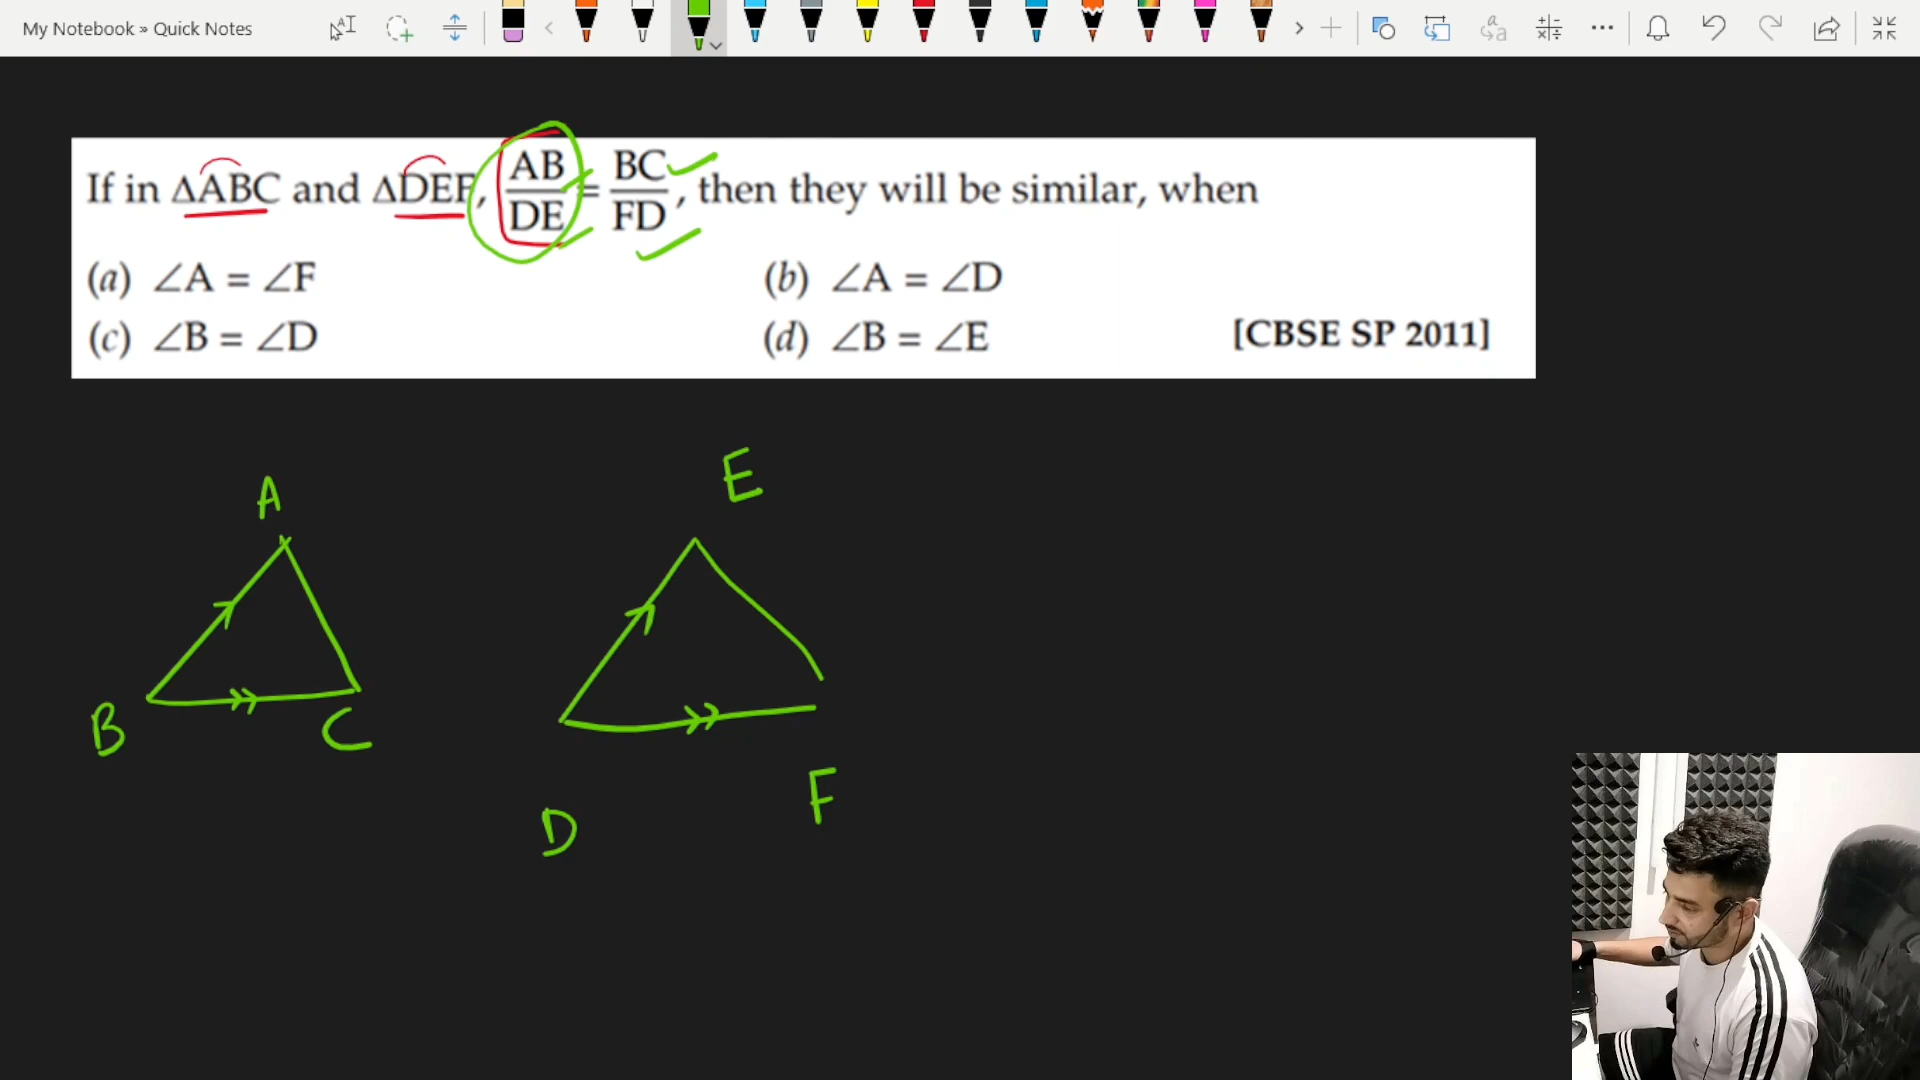 My Notebook » Quick Notes
If in ΔABC and ΔDEF, AB/DE = BC/FD, then they will be similar, when
(a) ∠A = ∠F (b) ∠A = ∠D
(c) ∠B = ∠D (d) ∠B = ∠E [CBSE SP 2011]
A E
B C
D F